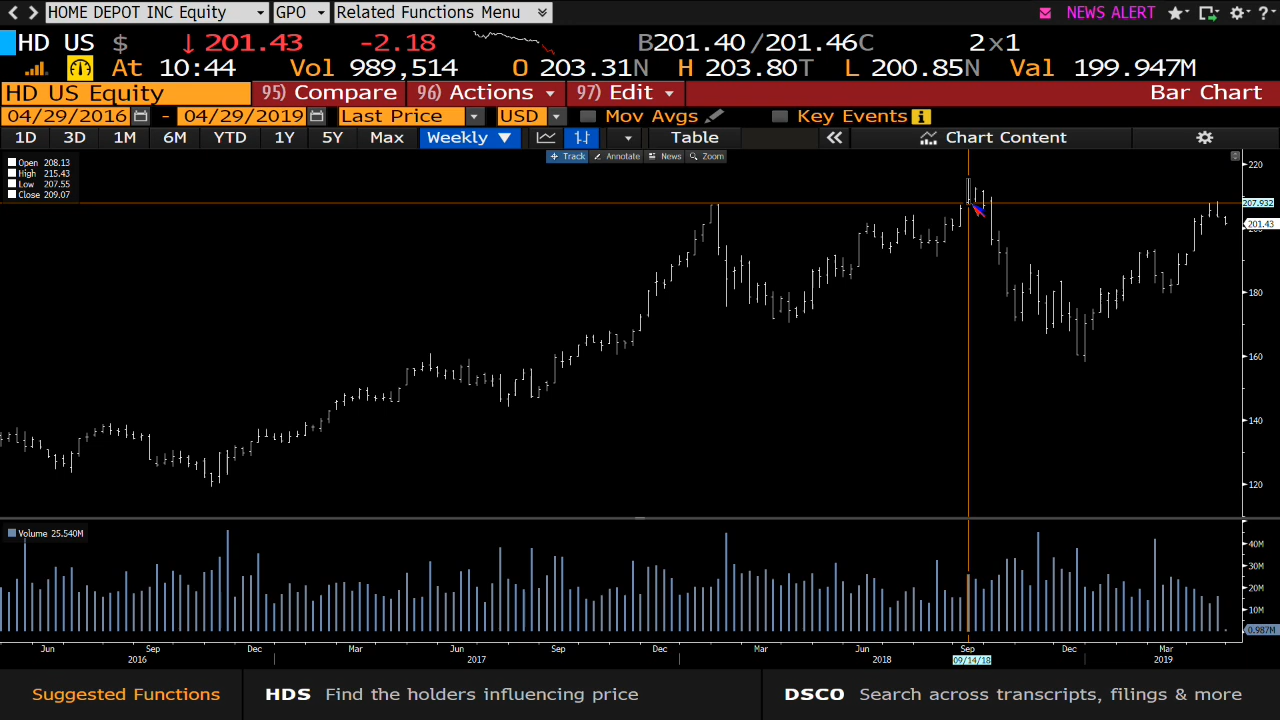 HOME DEPOT INC Equity GPO Related Functions Menu NEWS ALERT ?
HD US $ ↓ 201.43 -2.18 B201.40 /201.46C 2x1
At 10:44 Vol 989,514 O 203.31N H 203.80T L 200.85N Val 199.947M
HD US Equity 95) Compare 96) Actions 97) Edit Bar Chart
04/29/2016 - 04/29/2019 Last Price USD Mov Avgs Key Events i
1D 3D 1M 6M YTD 1Y 5Y Max Weekly ▼ Table « Chart Content
Track Annotate News Zoom
Open 208.13
High 215.43
Low 207.55
Close 209.07
220
207.932
201.43
200
180
160
140
120
Volume 25.540M
40M
30M
20M
10M
0.987M
Jun Sep Dec Mar Jun Sep Dec Mar Jun Sep Dec Mar
2016 2017 2018 09/14/18 2019
Suggested Functions HDS Find the holders influencing price DSCO Search across transcripts, filings & more